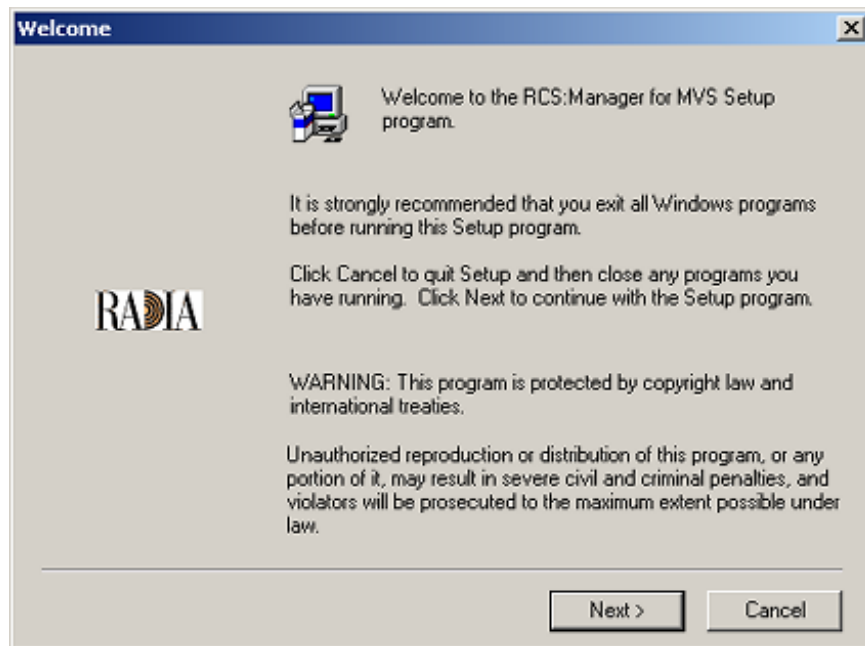 Welcome
Welcome to the RCS:Manager for MVS Setup
program.
It is strongly recommended that you exit all Windows programs
before running this Setup program.
Click Cancel to quit Setup and then close any programs you
have running. Click Next to continue with the Setup program.
RADIA
WARNING: This program is protected by copyright law and
international treaties.
Unauthorized reproduction or distribution of this program, or any
portion of it, may result in severe civil and criminal penalties, and
violators will be prosecuted to the maximum extent possible under
law.
Next >
Cancel